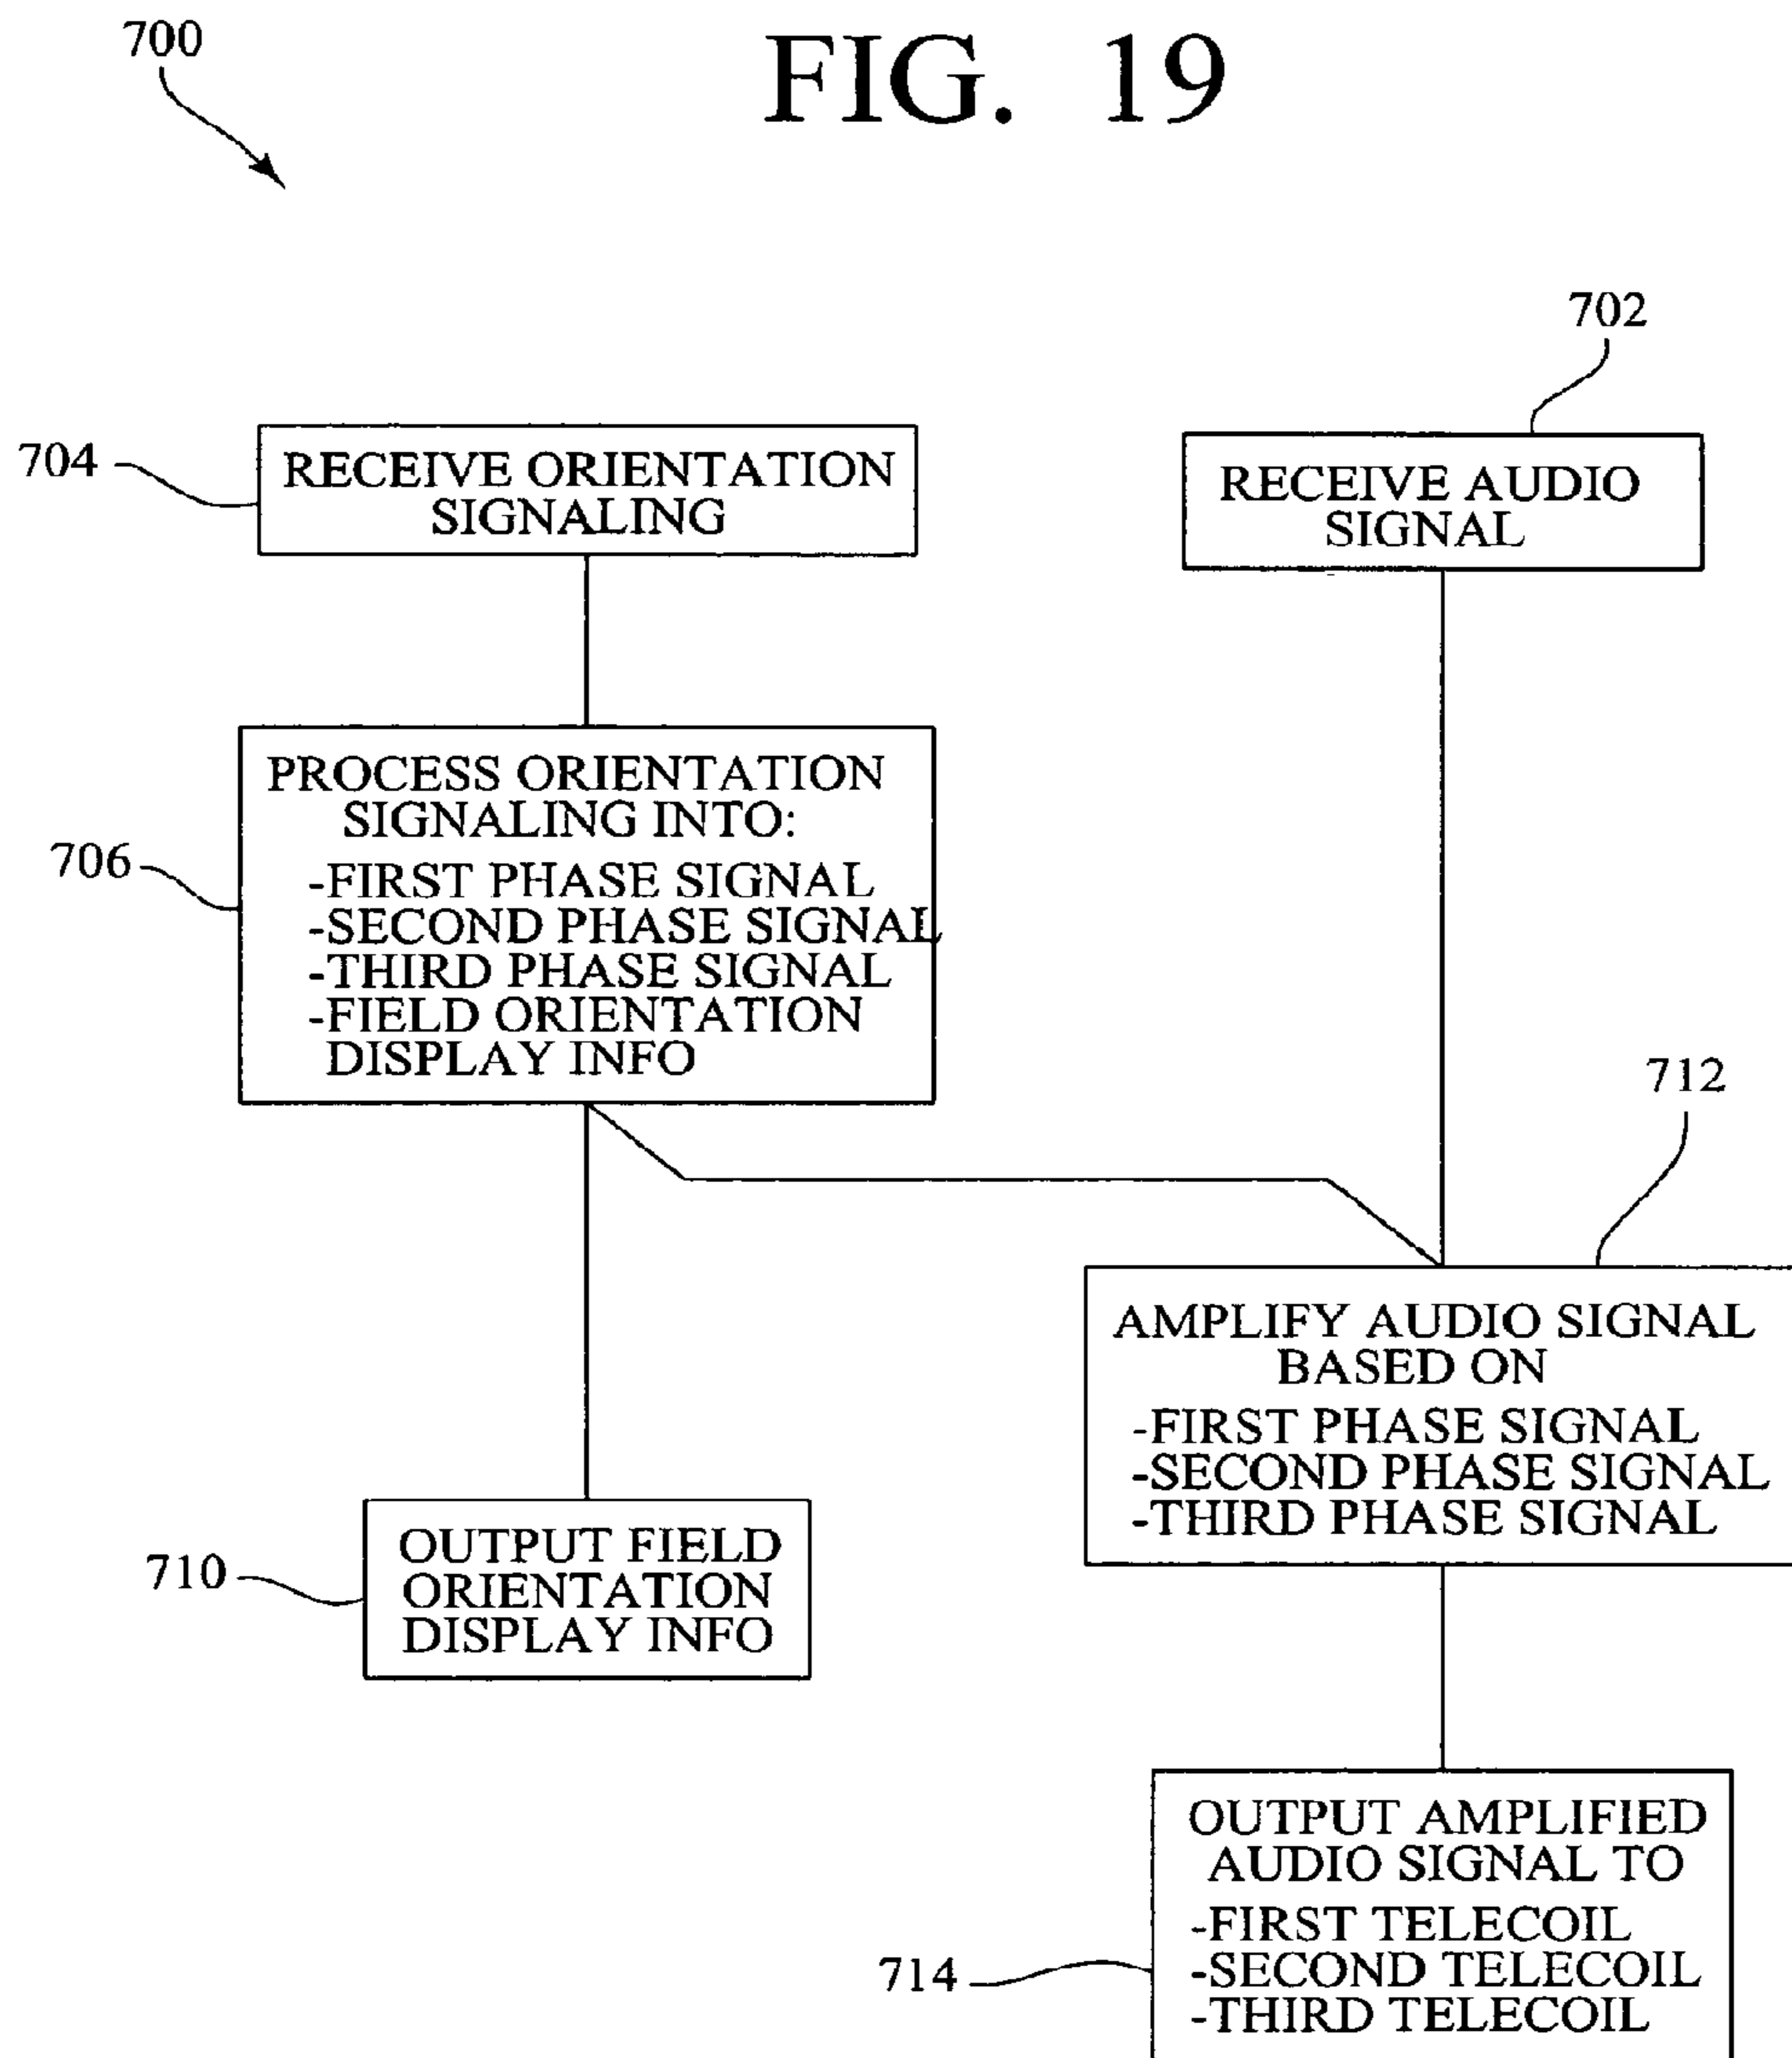 700
FIG. 19
702
704
RECEIVE ORIENTATION
SIGNALING
RECEIVE AUDIO
SIGNAL
706
PROCESS ORIENTATION
SIGNALING INTO:
-FIRST PHASE SIGNAL
-SECOND PHASE SIGNAL
-THIRD PHASE SIGNAL
-FIELD ORIENTATION
DISPLAY INFO
712
AMPLIFY AUDIO SIGNAL
BASED ON
-FIRST PHASE SIGNAL
-SECOND PHASE SIGNAL
-THIRD PHASE SIGNAL
710
OUTPUT FIELD
ORIENTATION
DISPLAY INFO
714
OUTPUT AMPLIFIED
AUDIO SIGNAL TO
-FIRST TELECOIL
-SECOND TELECOIL
-THIRD TELECOIL